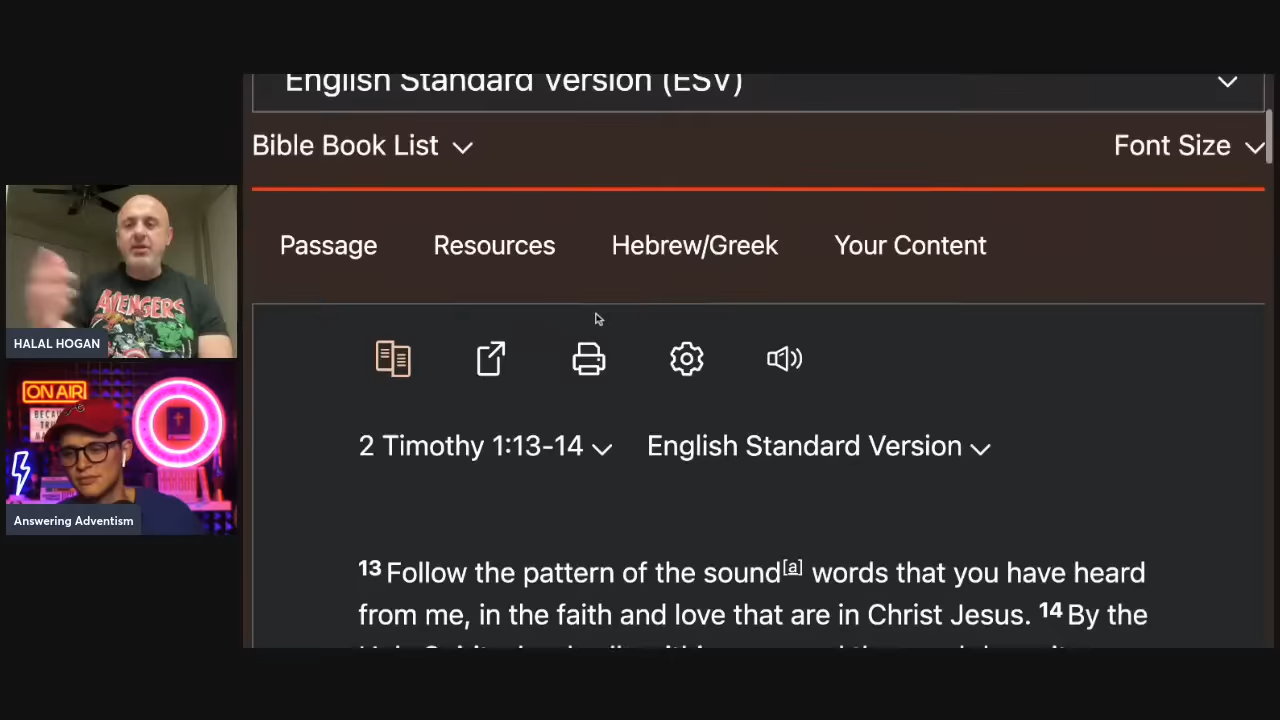 English Standard Version (ESV)
Bible Book List
Font Size
Passage
Resources
Hebrew/Greek
Your Content
2 Timothy 1:13-14
English Standard Version
13 Follow the pattern of the sound[a] words that you have heard
from me, in the faith and love that are in Christ Jesus. 14 By the
AVENGERS
HALAL HOGAN
ON AIR
Answering Adventism